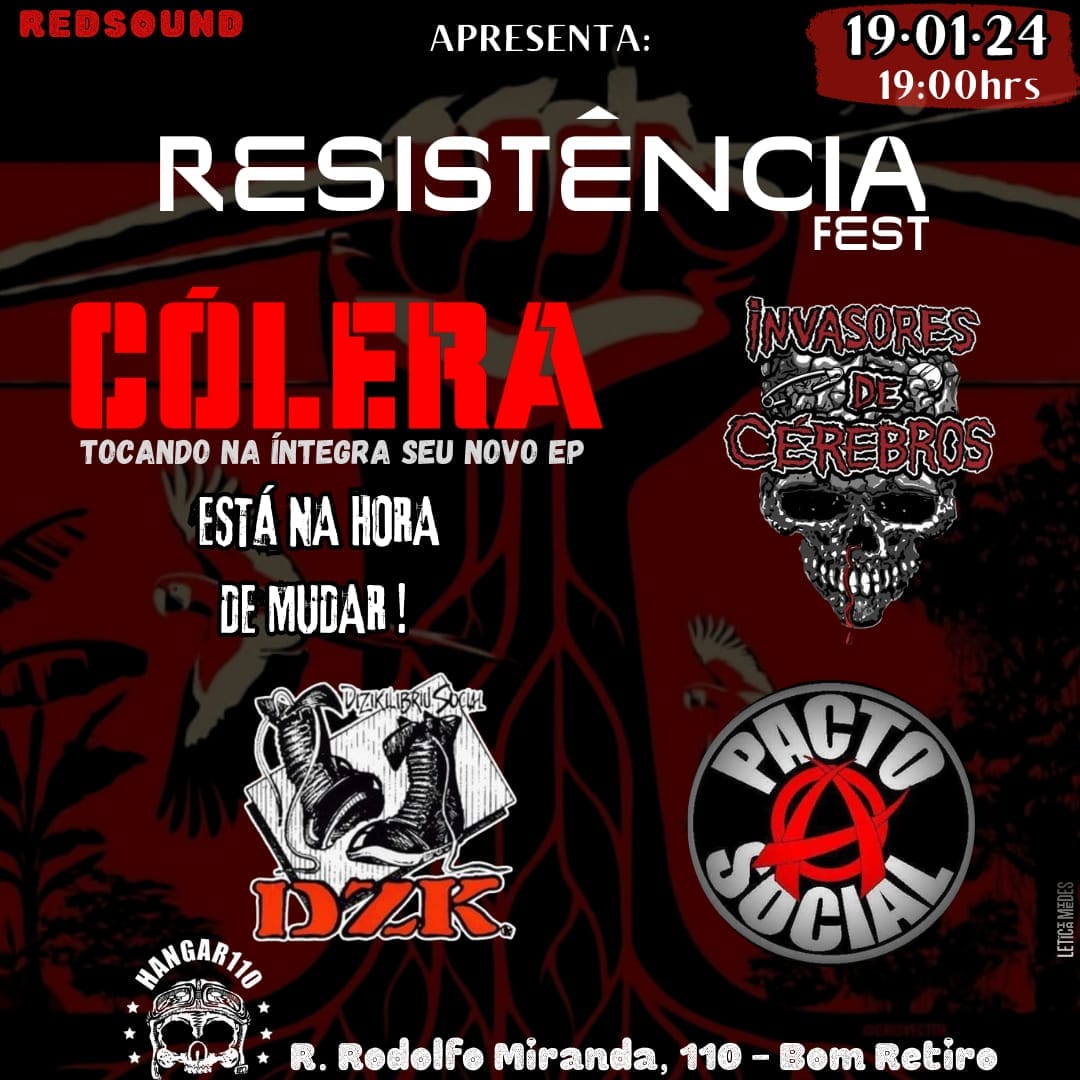 REDSOUND
APRESENTA:
19·01·24
19:00hrs
RESISTÊNCIA
FEST
CÓLERA
TOCANDO NA ÍNTEGRA SEU NOVO EP
ESTÁ NA HORA
DE MUDAR !
INVASORES
DE
CÉREBROS
DIZIKILIBRIU SOCIAL
DZK
PACTO
A
SOCIAL
HANGAR110
R. Rodolfo Miranda, 110 - Bom Retiro